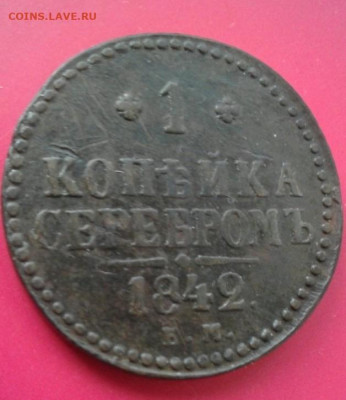 COINS.LAVE.RU
1
КОПѢЙКА
СЕРЕБРОМЪ
1842.
Е.М.